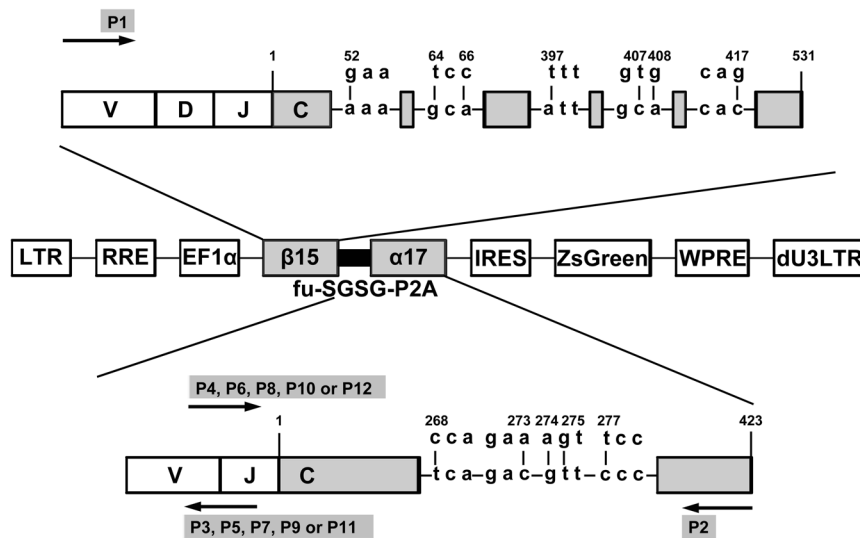 P1
1 52 64 66 397 407 408 417 531
g a a t c c t t t g t g c a g
V D J C a a a g c a a t t g c a c a c
LTR RRE EF1α β15 α17 IRES ZsGreen WPRE dU3LTR
fu-SGSG-P2A
P4, P6, P8, P10 or P12
1 268 273 274 275 277 423
c c a g a a a g t t c c
V J C t c a g a c g t t c c c
P3, P5, P7, P9 or P11 P2